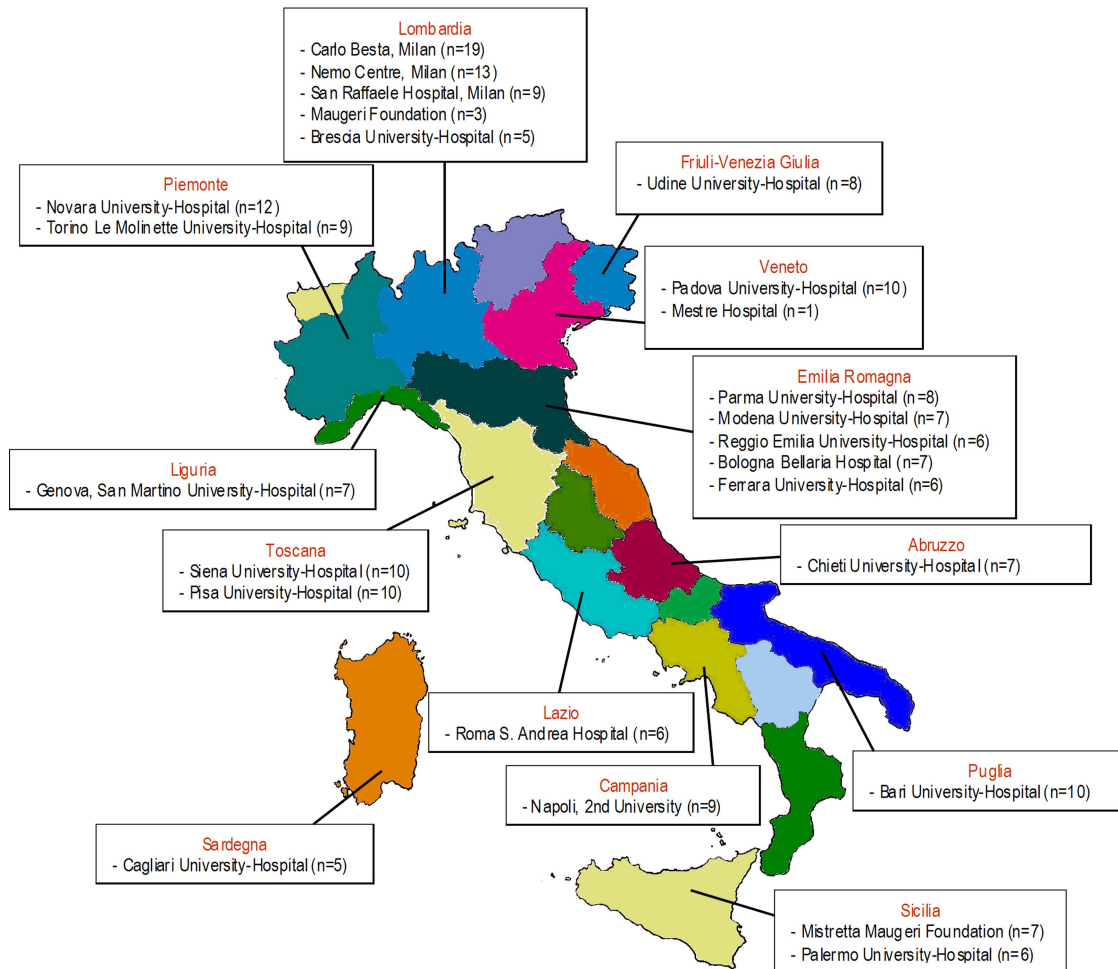 Lombardia
- Carlo Besta, Milan (n=19)
- Nemo Centre, Milan (n=13)
- San Raffaele Hospital, Milan (n=9)
- Maugeri Foundation (n=3)
- Brescia University-Hospital (n=5)
Piemonte
- Novara University-Hospital (n=12)
- Torino Le Molinette University-Hospital (n=9)
Friuli-Venezia Giulia
- Udine University-Hospital (n=8)
Veneto
- Padova University-Hospital (n=10)
- Mestre Hospital (n=1)
Emilia Romagna
- Parma University-Hospital (n=8)
- Modena University-Hospital (n=7)
- Reggio Emilia University-Hospital (n=6)
- Bologna Bellaria Hospital (n=7)
- Ferrara University-Hospital (n=6)
Liguria
- Genova, San Martino University-Hospital (n=7)
Toscana
- Siena University-Hospital (n=10)
- Pisa University-Hospital (n=10)
Abruzzo
- Chieti University-Hospital (n=7)
Lazio
- Roma S. Andrea Hospital (n=6)
Campania
- Napoli, 2nd University (n=9)
Puglia
- Bari University-Hospital (n=10)
Sardegna
- Cagliari University-Hospital (n=5)
Sicilia
- Mistretta Maugeri Foundation (n=7)
- Palermo University-Hospital (n=6)